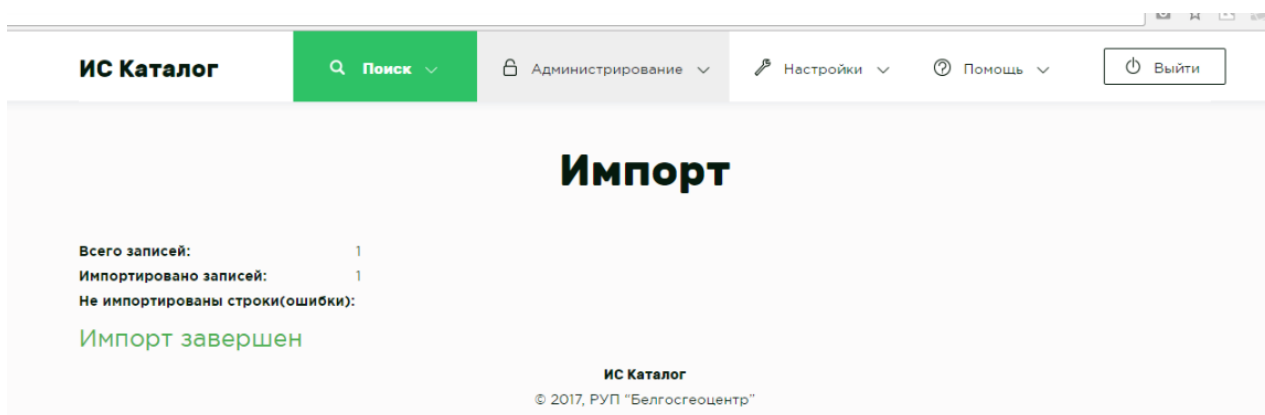 ИС Каталог Поиск Администрирование Настройки Помощь Выйти
Импорт
Всего записей: 1
Импортировано записей: 1
Не импортированы строки(ошибки):
Импорт завершен
ИС Каталог
© 2017, РУП "Белгосгеоцентр"